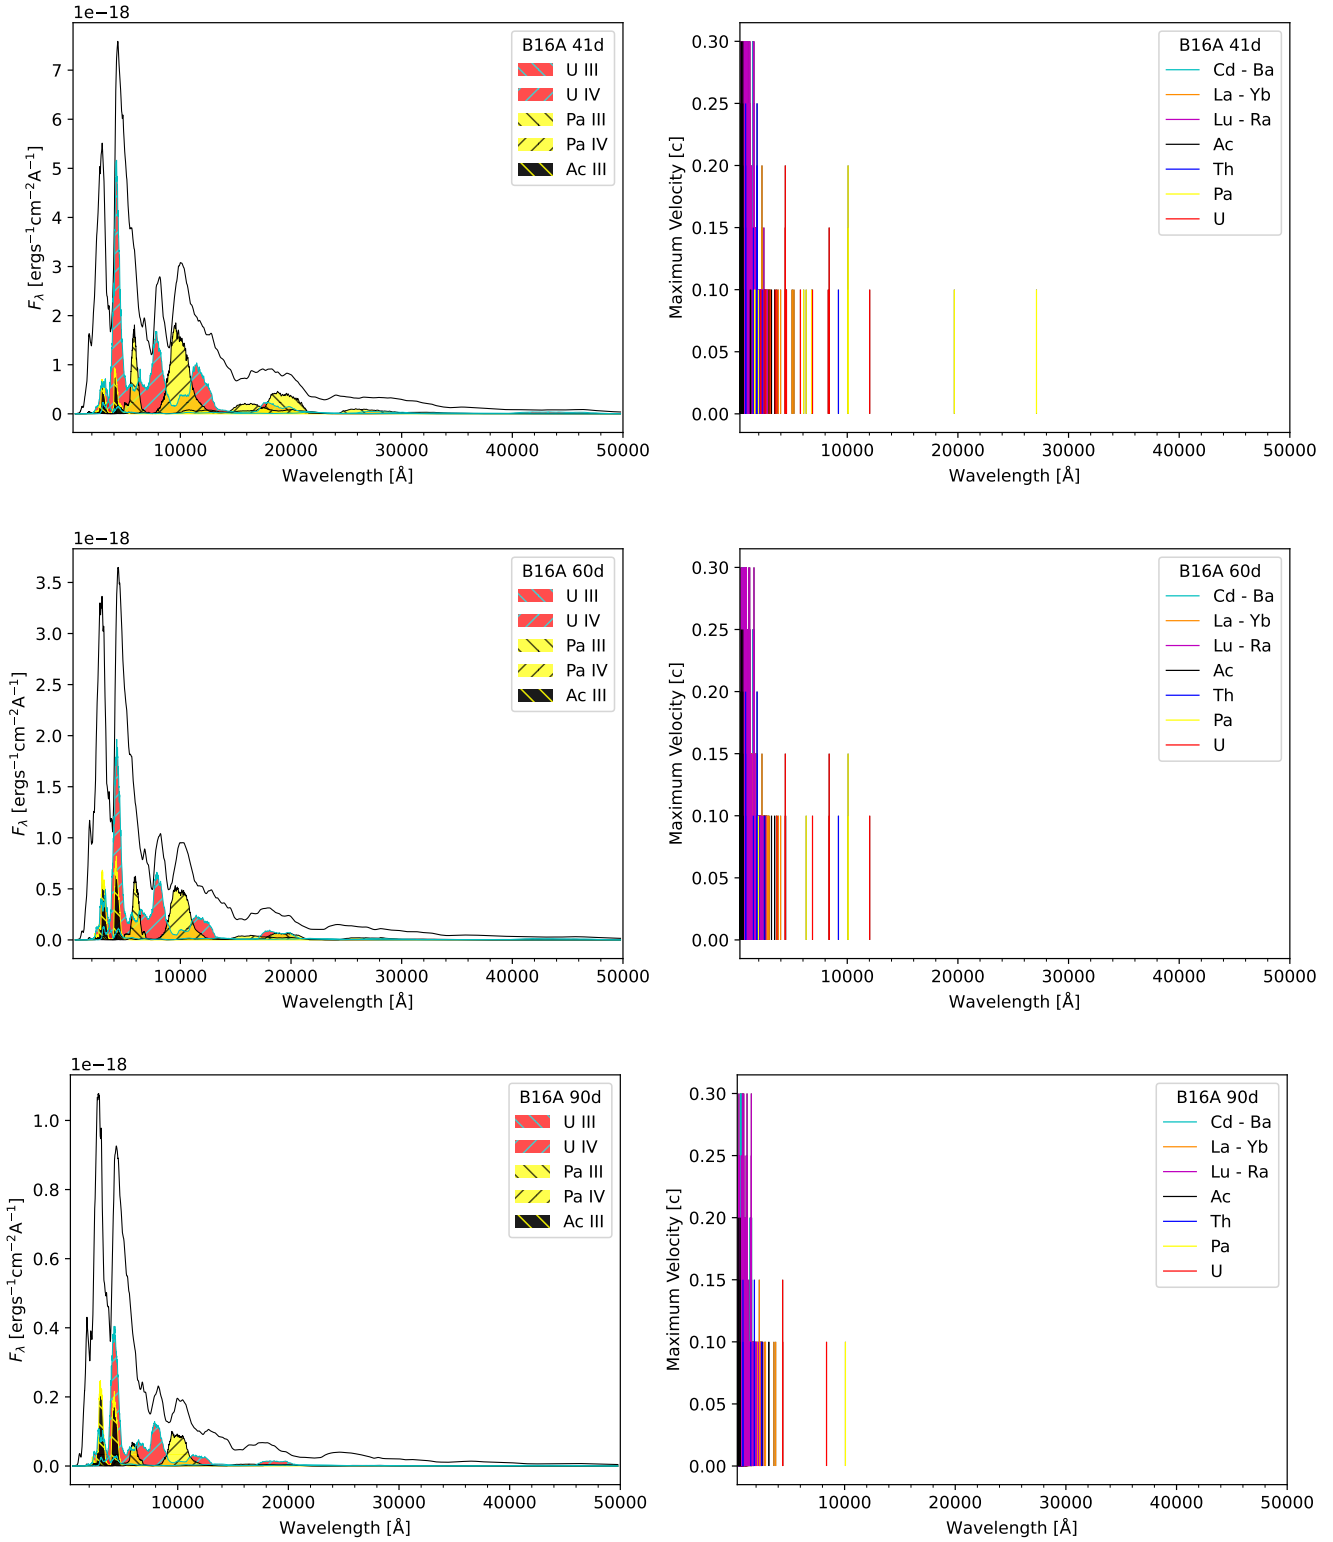 1e−18
F_λ [ergs⁻¹cm⁻²A⁻¹]
7
6
5
4
3
2
1
0
10000 20000 30000 40000 50000
Wavelength [Å]
B16A 41d
U III
U IV
Pa III
Pa IV
Ac III
Maximum Velocity [c]
0.30
0.25
0.20
0.15
0.10
0.05
0.00
10000 20000 30000 40000 50000
Wavelength [Å]
B16A 41d
Cd - Ba
La - Yb
Lu - Ra
Ac
Th
Pa
U
1e−18
F_λ [ergs⁻¹cm⁻²A⁻¹]
3.5
3.0
2.5
2.0
1.5
1.0
0.5
0.0
10000 20000 30000 40000 50000
Wavelength [Å]
B16A 60d
U III
U IV
Pa III
Pa IV
Ac III
Maximum Velocity [c]
0.30
0.25
0.20
0.15
0.10
0.05
0.00
10000 20000 30000 40000 50000
Wavelength [Å]
B16A 60d
Cd - Ba
La - Yb
Lu - Ra
Ac
Th
Pa
U
1e−18
F_λ [ergs⁻¹cm⁻²A⁻¹]
1.0
0.8
0.6
0.4
0.2
0.0
10000 20000 30000 40000 50000
Wavelength [Å]
B16A 90d
U III
U IV
Pa III
Pa IV
Ac III
Maximum Velocity [c]
0.30
0.25
0.20
0.15
0.10
0.05
0.00
10000 20000 30000 40000 50000
Wavelength [Å]
B16A 90d
Cd - Ba
La - Yb
Lu - Ra
Ac
Th
Pa
U